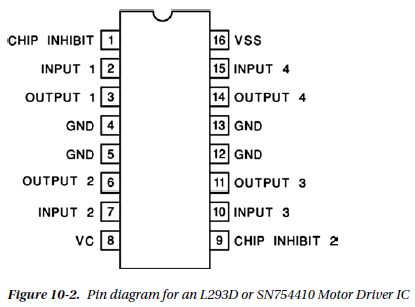 CHIP INHIBIT 1 16 VSS
INPUT 1 2 15 INPUT 4
OUTPUT 1 3 14 OUTPUT 4
GND 4 13 GND
GND 5 12 GND
OUTPUT 2 6 11 OUTPUT 3
INPUT 2 7 10 INPUT 3
VC 8 9 CHIP INHIBIT 2
Figure 10-2. Pin diagram for an L293D or SN754410 Motor Driver IC